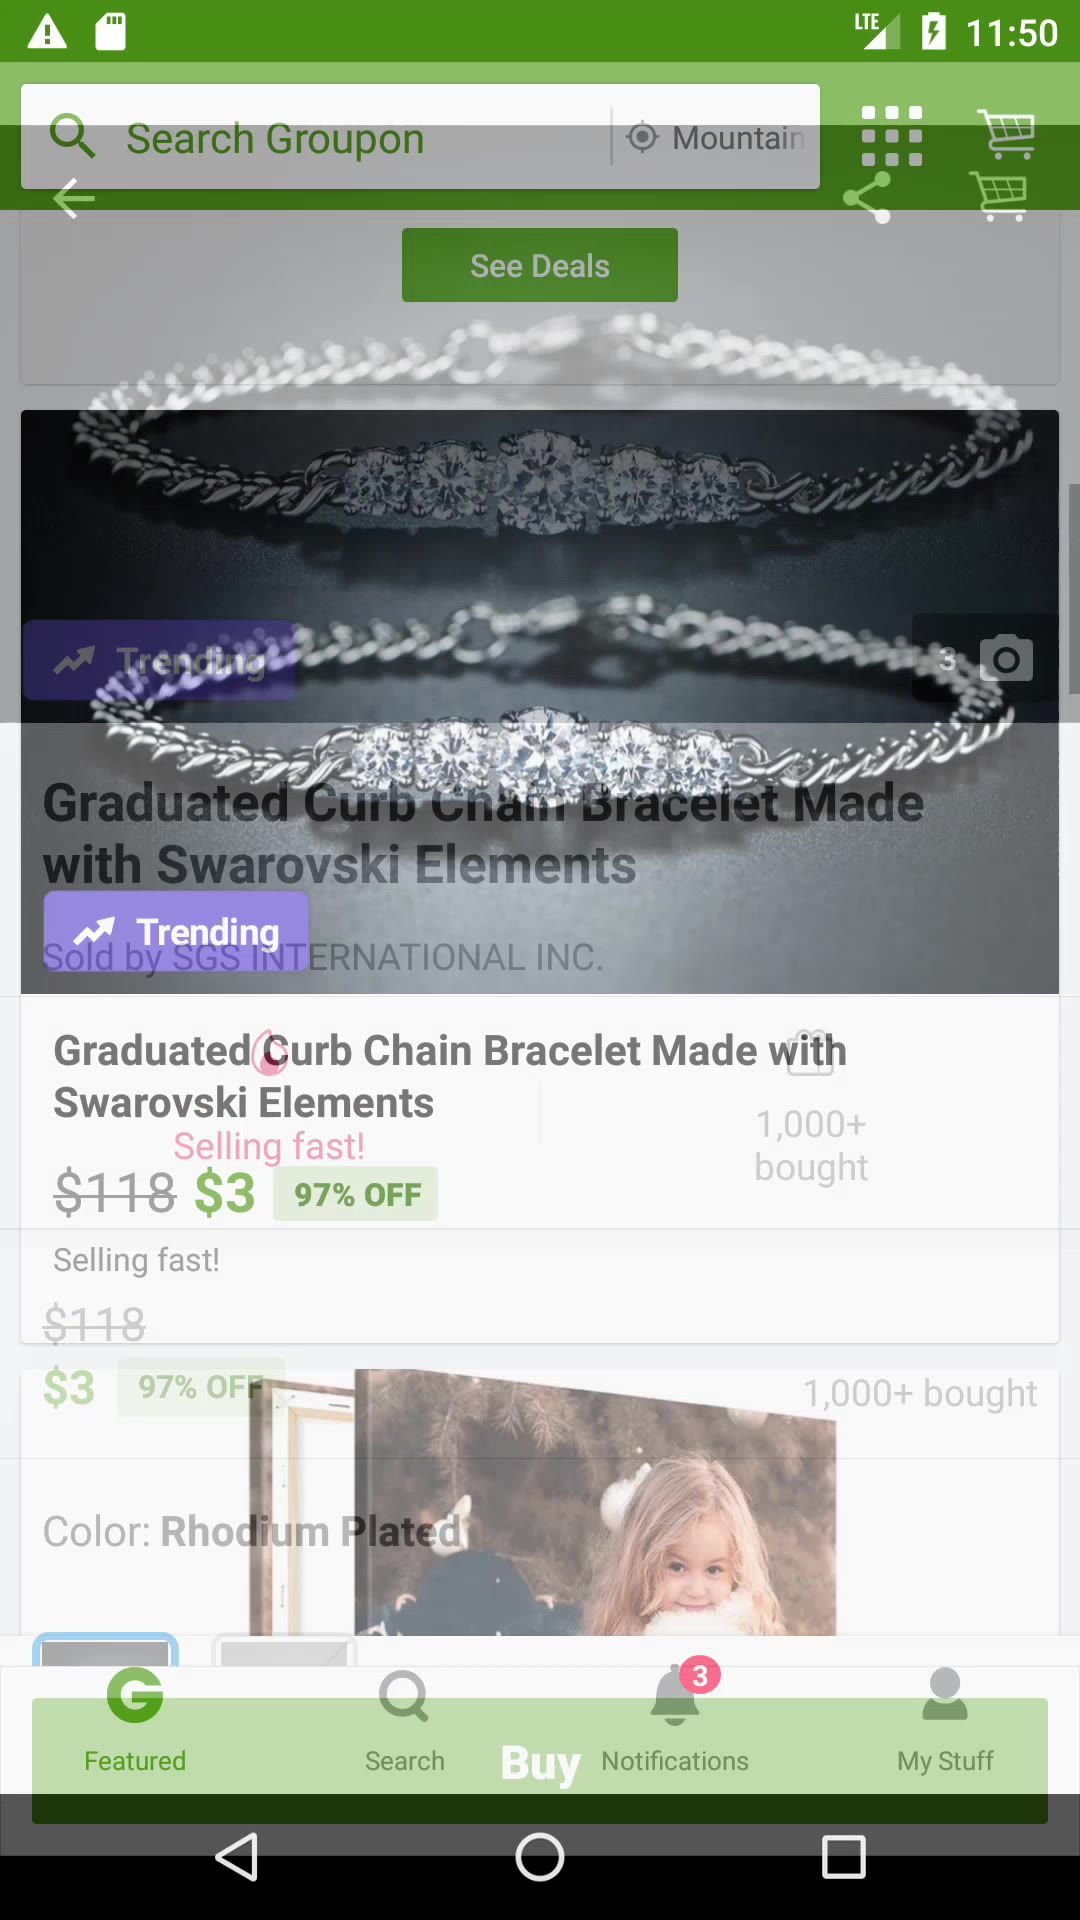 LTE 11:50
Search Groupon Mountain
See Deals
Trending 3
Graduated Curb Chain Bracelet Made
with Swarovski Elements
Trending
Sold by SGS INTERNATIONAL INC.
Graduated Curb Chain Bracelet Made with
Swarovski Elements
Selling fast!
1,000+
bought
$118 $3 97% OFF
Selling fast!
$118
$3 97% OFF 1,000+ bought
Color: Rhodium Plated
3
Featured Search Notifications My Stuff
Buy